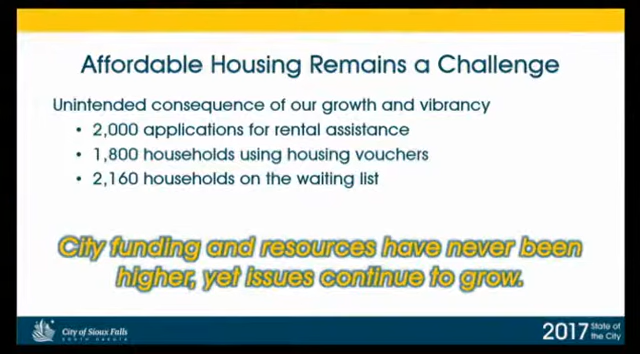 Affordable Housing Remains a Challenge
Unintended consequence of our growth and vibrancy
• 2,000 applications for rental assistance
• 1,800 households using housing vouchers
• 2,160 households on the waiting list
City funding and resources have never been
higher, yet issues continue to grow.
City of Sioux Falls
SOUTH DAKOTA
2017 State of
the City